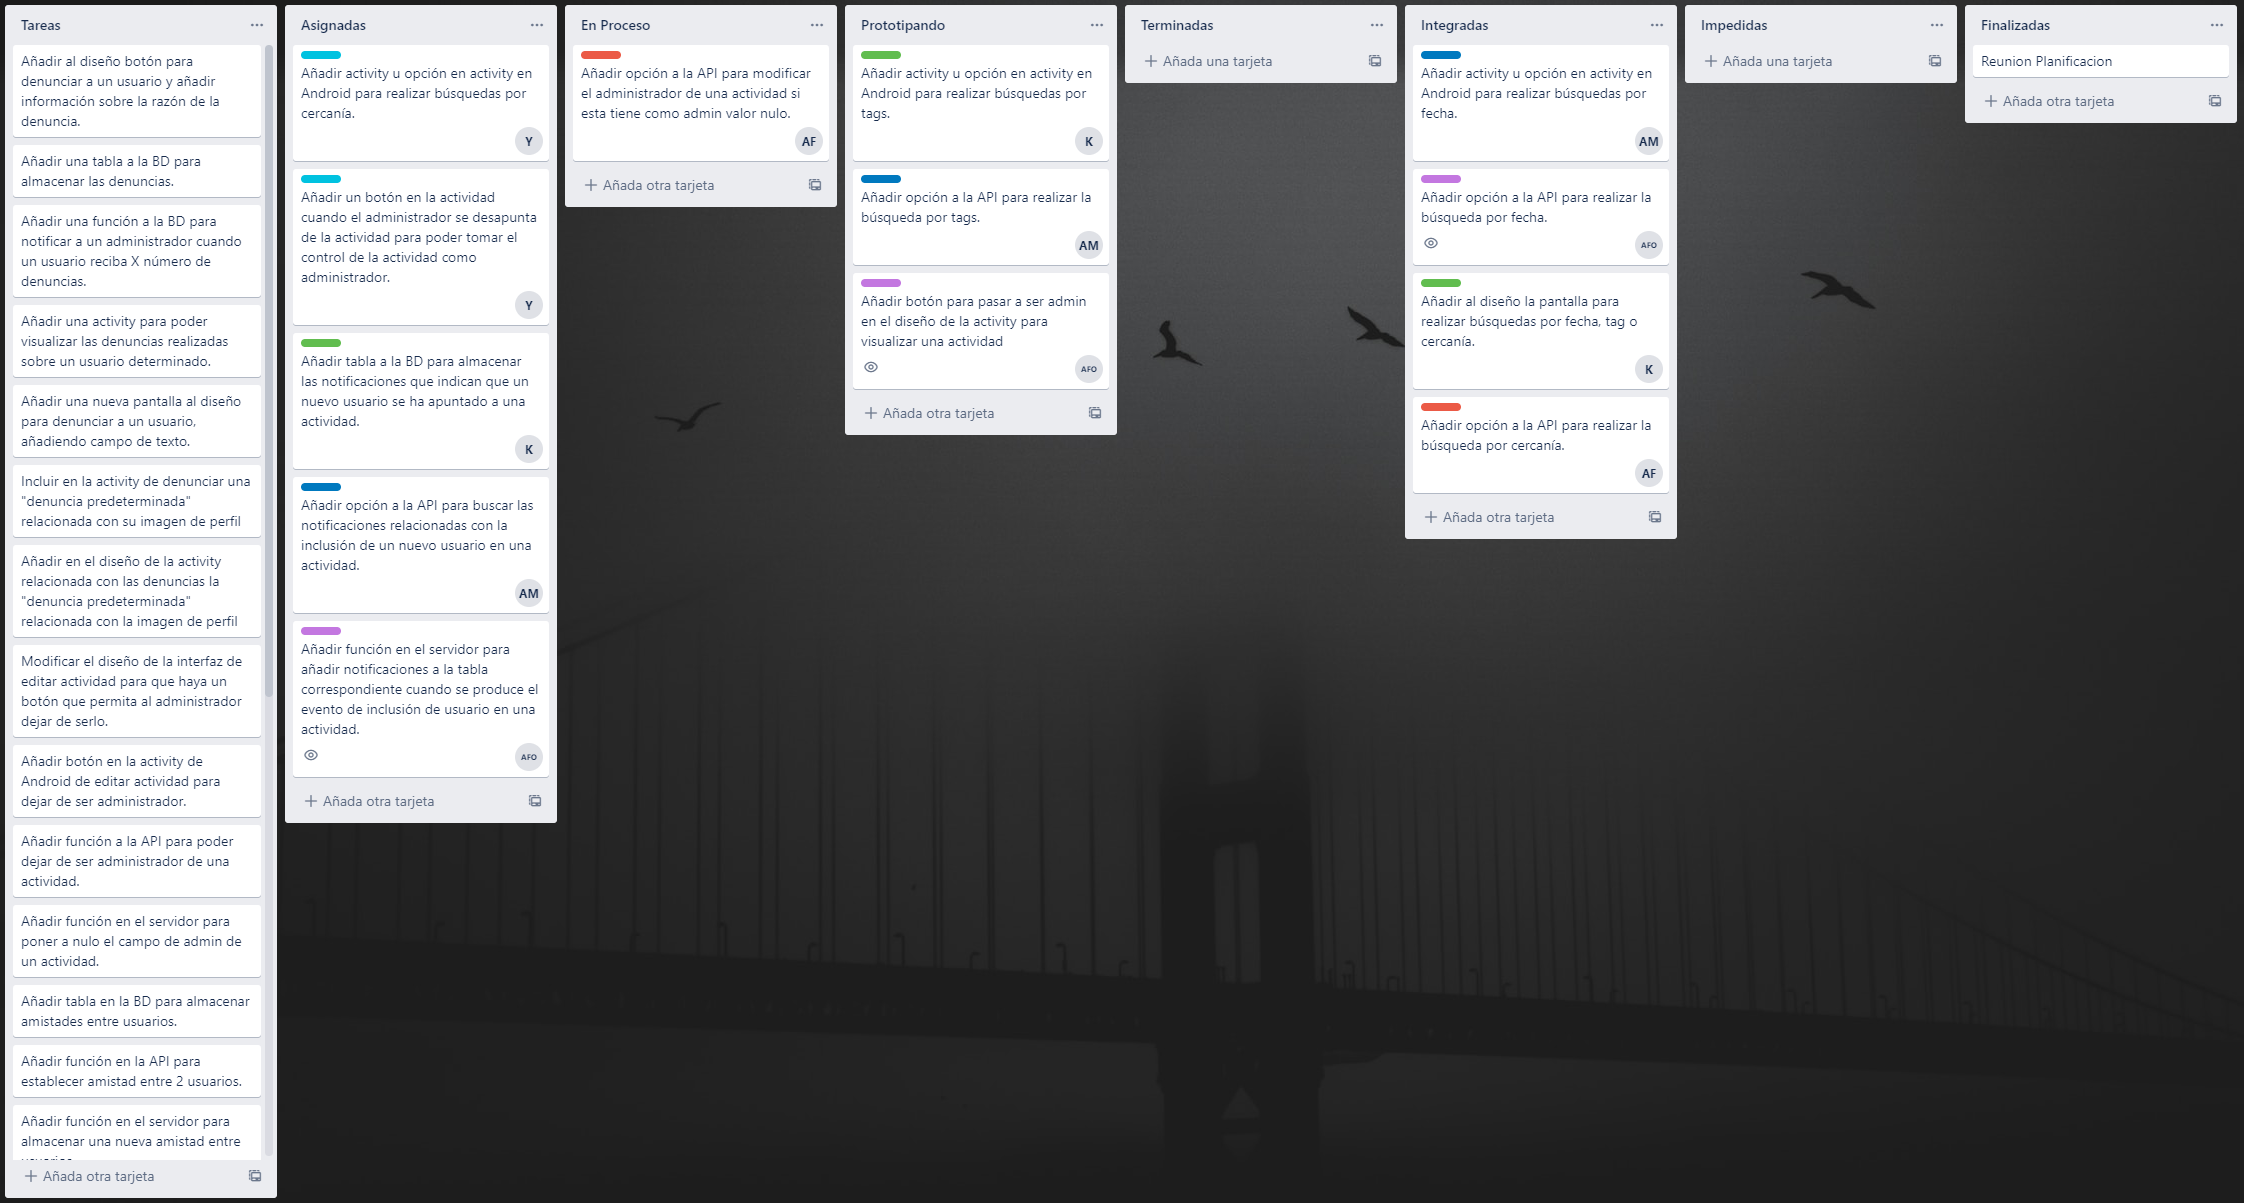 Tareas
Añadir al diseño botón para
denunciar a un usuario y añadir
información sobre la razón de la
denuncia.
Añadir una tabla a la BD para
almacenar las denuncias.
Añadir una función a la BD para
notificar a un administrador cuando
un usuario reciba X número de
denuncias.
Añadir una activity para poder
visualizar las denuncias realizadas
sobre un usuario determinado.
Añadir una nueva pantalla al diseño
para denunciar a un usuario,
añadiendo campo de texto.
Incluir en la activity de denunciar una
"denuncia predeterminada"
relacionada con su imagen de perfil
Añadir en el diseño de la activity
relacionada con las denuncias la
"denuncia predeterminada"
relacionada con la imagen de perfil
Modificar el diseño de la interfaz de
editar actividad para que haya un
botón que permita al administrador
dejar de serlo.
Añadir botón en la activity de
Android de editar actividad para
dejar de ser administrador.
Añadir función a la API para poder
dejar de ser administrador de una
actividad.
Añadir función en el servidor para
poner a nulo el campo de admin de
un actividad.
Añadir tabla en la BD para almacenar
amistades entre usuarios.
Añadir función en la API para
establecer amistad entre 2 usuarios.
Añadir función en el servidor para
almacenar una nueva amistad entre
Añada otra tarjeta
Asignadas
Añadir activity u opción en activity en
Android para realizar búsquedas por
cercanía.
Y
Añadir un botón en la actividad
cuando el administrador se desapunta
de la actividad para poder tomar el
control de la actividad como
administrador.
Y
Añadir tabla a la BD para almacenar
las notificaciones que indican que un
nuevo usuario se ha apuntado a una
actividad.
K
Añadir opción a la API para buscar las
notificaciones relacionadas con la
inclusión de un nuevo usuario en una
actividad.
AM
Añadir función en el servidor para
añadir notificaciones a la tabla
correspondiente cuando se produce el
evento de inclusión de usuario en una
actividad.
AFO
Añada otra tarjeta
En Proceso
Añadir opción a la API para modificar
el administrador de una actividad si
esta tiene como admin valor nulo.
AF
Añada otra tarjeta
Prototipando
Añadir activity u opción en activity en
Android para realizar búsquedas por
tags.
K
Añadir opción a la API para realizar la
búsqueda por tags.
AM
Añadir botón para pasar a ser admin
en el diseño de la activity para
visualizar una actividad
AFO
Añada otra tarjeta
Terminadas
Añada una tarjeta
Integradas
Añadir activity u opción en activity en
Android para realizar búsquedas por
fecha.
AM
Añadir opción a la API para realizar la
búsqueda por fecha.
AFO
Añadir al diseño la pantalla para
realizar búsquedas por fecha, tag o
cercanía.
K
Añadir opción a la API para realizar la
búsqueda por cercanía.
AF
Añada otra tarjeta
Impedidas
Añada una tarjeta
Finalizadas
Reunion Planificacion
Añada otra tarjeta